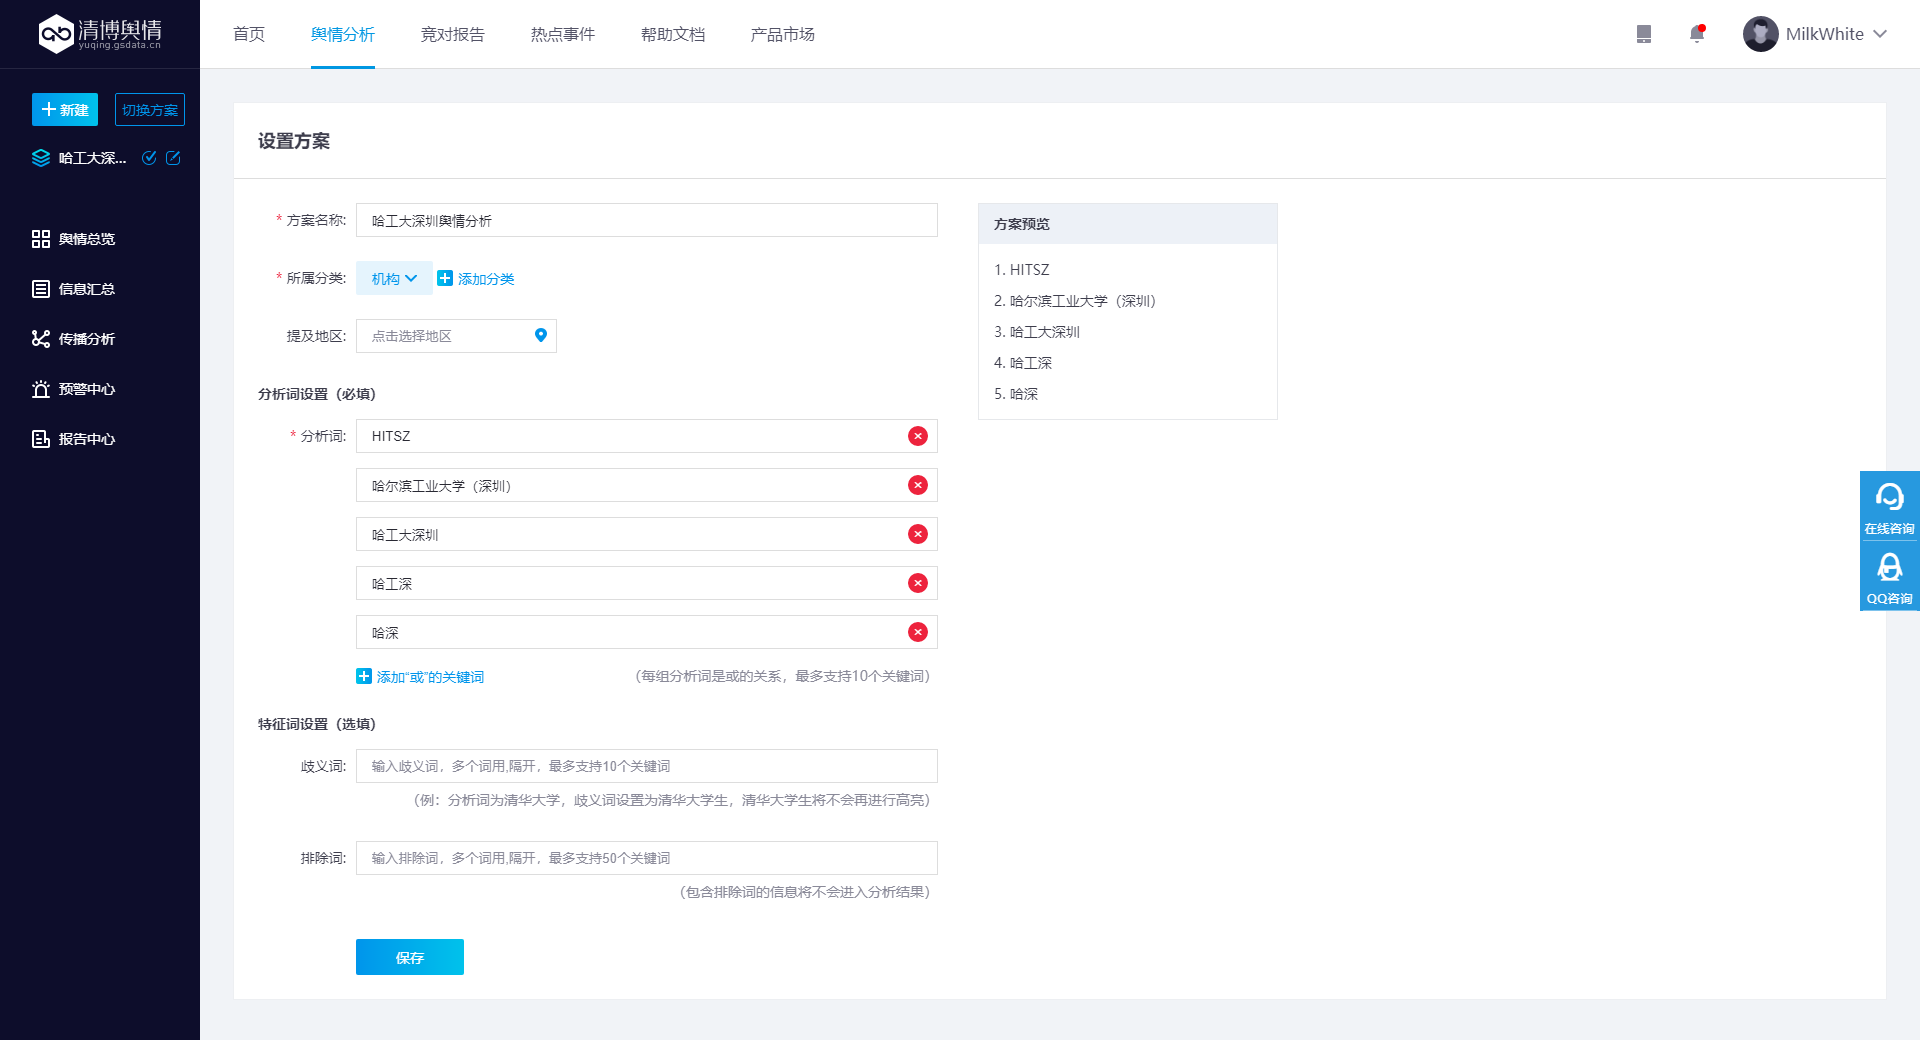 清博舆情
yuqing.gsdata.cn
首页
舆情分析
竞对报告
热点事件
帮助文档
产品市场
MilkWhite
新建
切换方案
哈工大深...
舆情总览
信息汇总
传播分析
预警中心
报告中心
设置方案
* 方案名称:
哈工大深圳舆情分析
* 所属分类:
机构
添加分类
提及地区:
点击选择地区
分析词设置（必填）
* 分析词:
HITSZ
哈尔滨工业大学（深圳）
哈工大深圳
哈工深
哈深
添加“或”的关键词
（每组分析词是或的关系，最多支持10个关键词）
特征词设置（选填）
歧义词:
输入歧义词，多个词用,隔开，最多支持10个关键词
（例：分析词为清华大学，歧义词设置为清华大学生，清华大学生将不会再进行高亮）
排除词:
输入排除词，多个词用,隔开，最多支持50个关键词
（包含排除词的信息将不会进入分析结果）
保存
方案预览
1. HITSZ
2. 哈尔滨工业大学（深圳）
3. 哈工大深圳
4. 哈工深
5. 哈深
在线咨询
QQ咨询